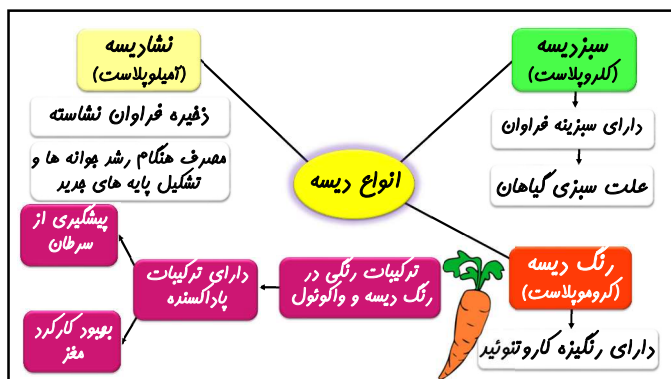 انواع دیسه
سبزدیسه
(کلروپلاست)
دارای سبزینه فراوان
علت سبزی گیاهان
نشادیسه
(آمیلوپلاست)
ذخیره فراوان نشاسته
مصرف هنگام رشد جوانه ها و
تشکیل پایه های جدید
رنگ دیسه
(کروموپلاست)
دارای رنگیزه کاروتنوئید
ترکیبات رنگی در
رنگ دیسه و واکوئول
دارای ترکیبات
پاداکسنده
پیشگیری از
سرطان
بهبود کارکرد
مغز